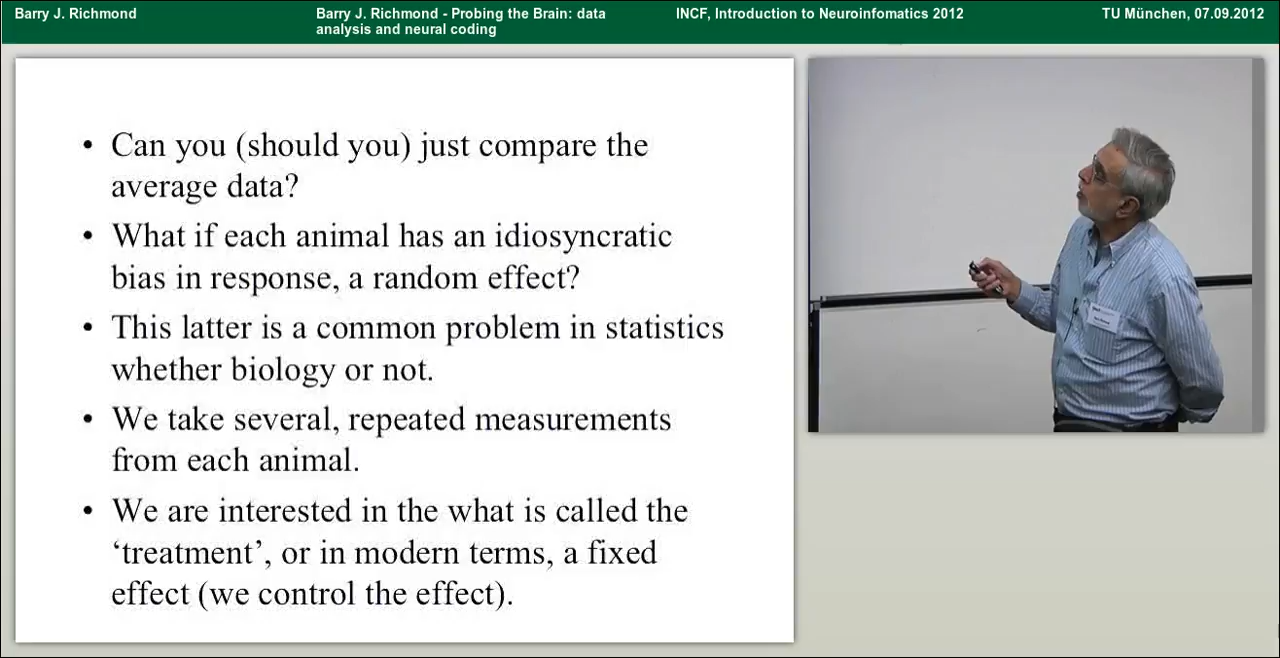 Barry J. Richmond
Barry J. Richmond - Probing the Brain: data
analysis and neural coding
INCF, Introduction to Neuroinfomatics 2012
TU München, 07.09.2012
• Can you (should you) just compare the
average data?
• What if each animal has an idiosyncratic
bias in response, a random effect?
• This latter is a common problem in statistics
whether biology or not.
• We take several, repeated measurements
from each animal.
• We are interested in the what is called the
‘treatment’, or in modern terms, a fixed
effect (we control the effect).